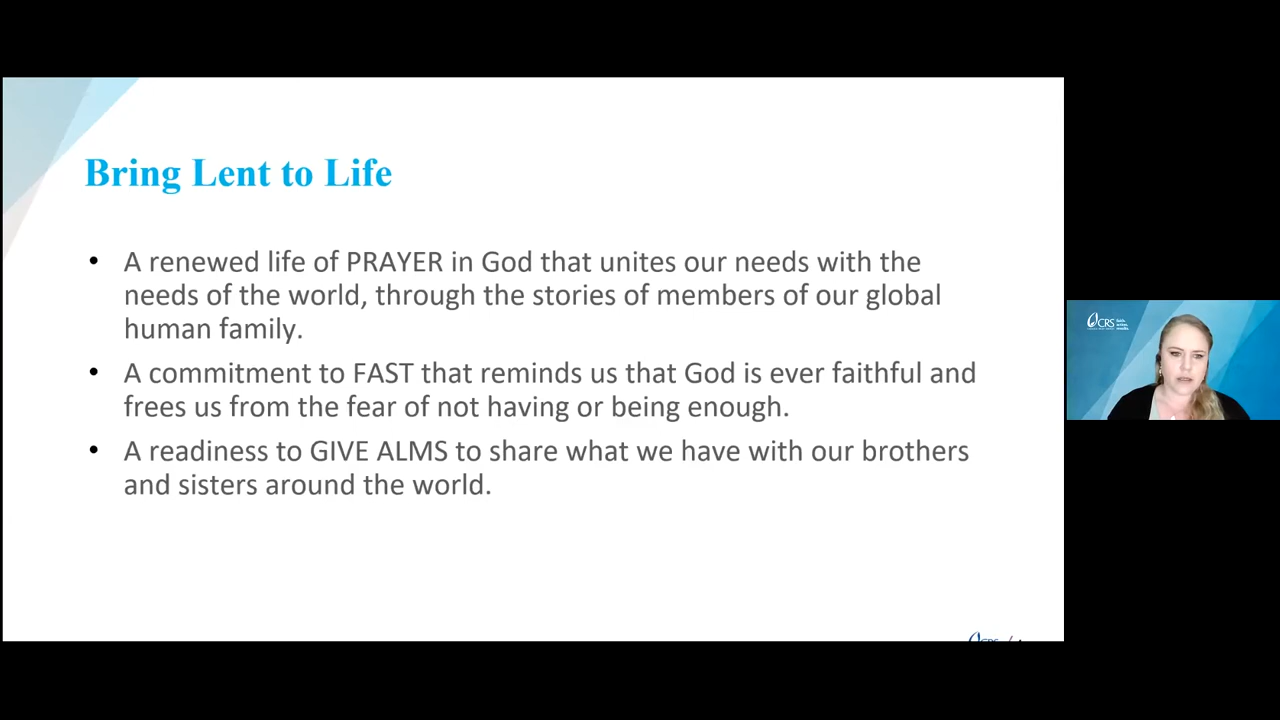 Bring Lent to Life
• A renewed life of PRAYER in God that unites our needs with the
needs of the world, through the stories of members of our global
human family.
• A commitment to FAST that reminds us that God is ever faithful and
frees us from the fear of not having or being enough.
• A readiness to GIVE ALMS to share what we have with our brothers
and sisters around the world.
CRS
CRS